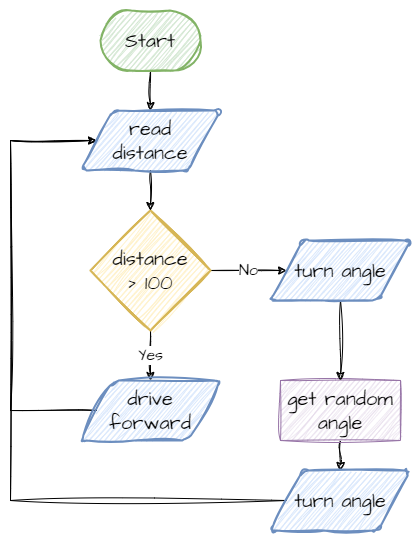 Start
read
distance
distance
> 100
No
turn angle
Yes
drive
forward
get random
angle
turn angle